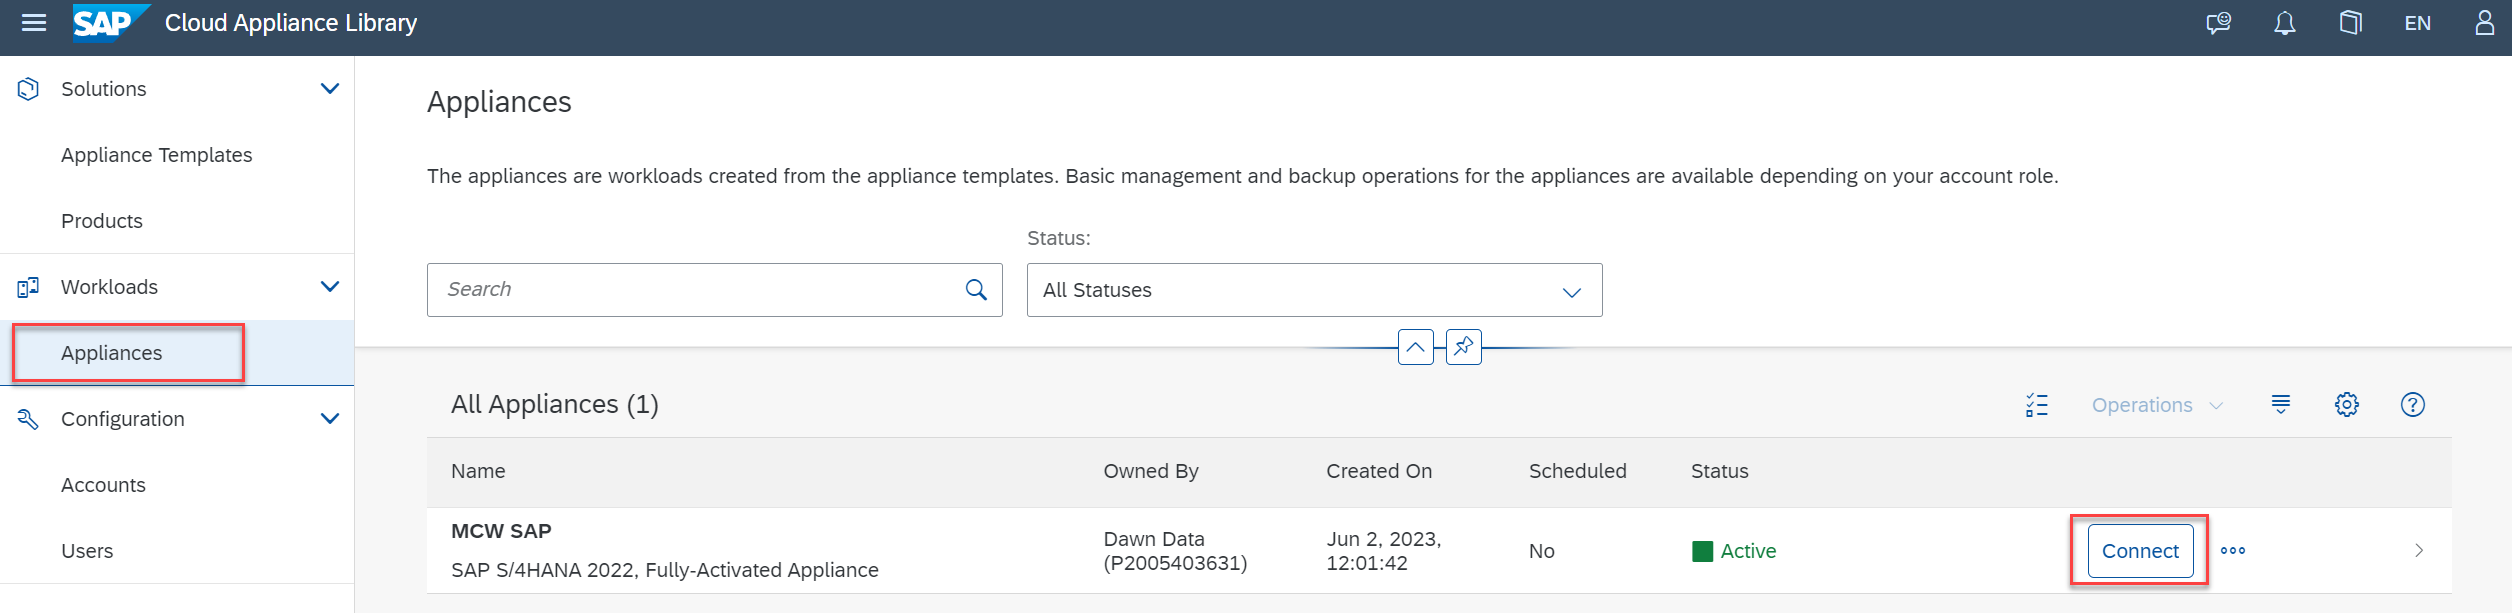 SAP Cloud Appliance Library
EN
Solutions
Appliance Templates
Products
Workloads
Appliances
Configuration
Accounts
Users
Appliances
The appliances are workloads created from the appliance templates. Basic management and backup operations for the appliances are available depending on your account role.
Status:
Search
All Statuses
All Appliances (1)
Operations
Name Owned By Created On Scheduled Status
MCW SAP
SAP S/4HANA 2022, Fully-Activated Appliance
Dawn Data
(P2005403631)
Jun 2, 2023,
12:01:42
No
Active
Connect